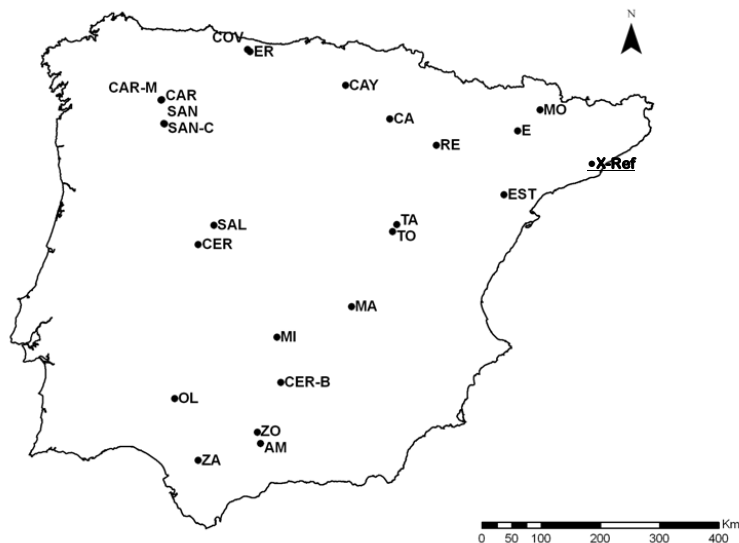 N
COV
ER
CAR-M
CAR
SAN
SAN-C
CAY
CA
RE
MO
E
X-Ref
EST
SAL
CER
TA
TO
MA
MI
CER-B
OL
ZO
AM
ZA
Km
0 50 100 200 300 400